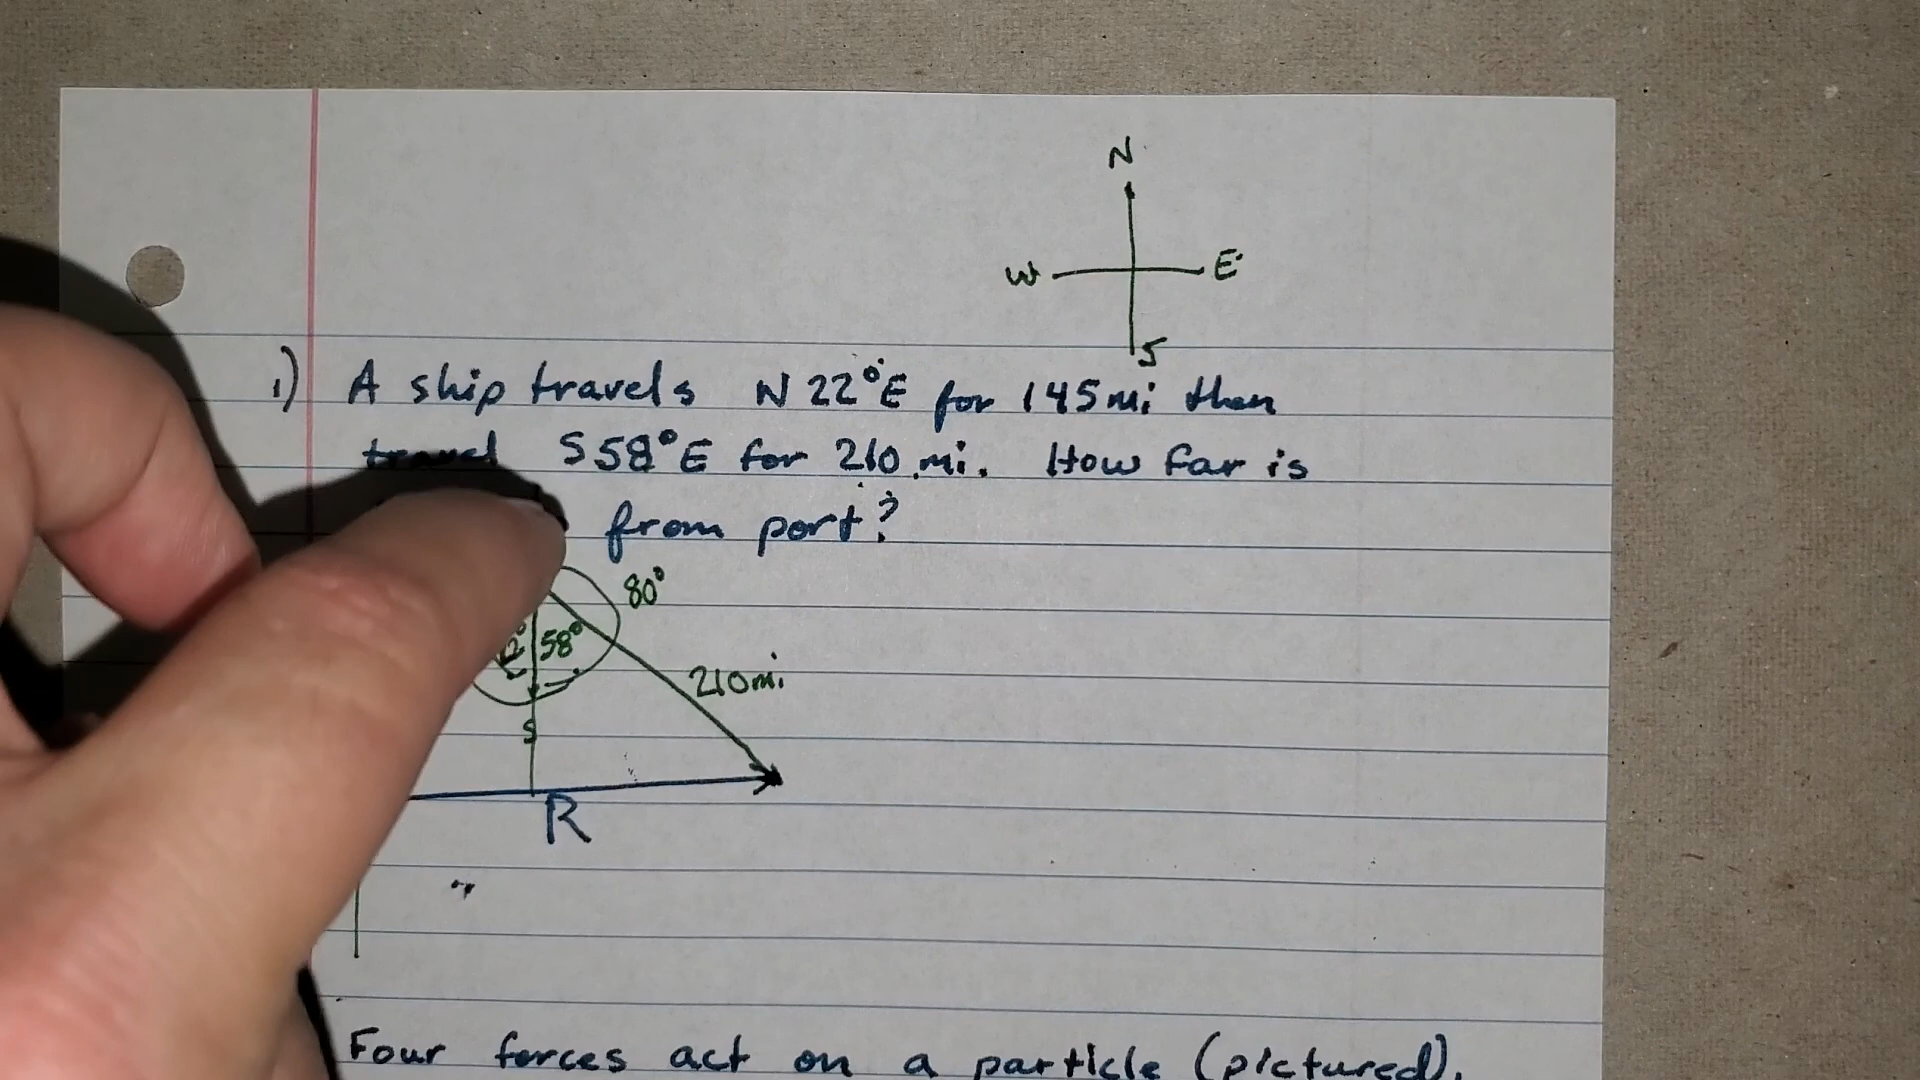 N
W E
S
1) A ship travels N 22° E for 145 mi then
travel S 58° E for 210 mi. How far is
from port?
80°
58°
210 mi
S
R
Four forces act on a particle (pictured).